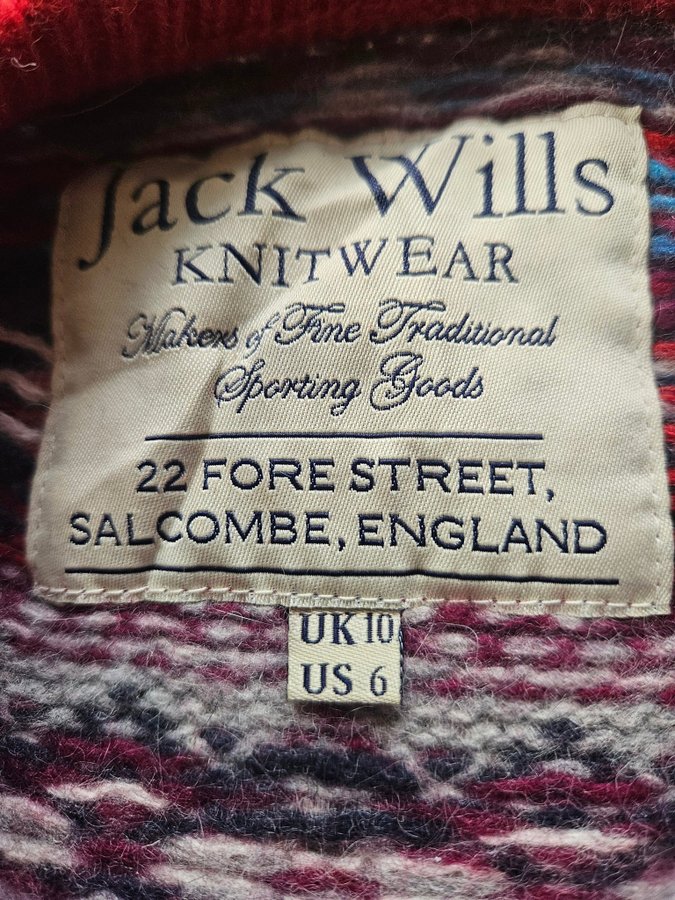 Jack Wills
KNITWEAR
Makers of Fine Traditional
Sporting Goods
22 FORE STREET,
SALCOMBE, ENGLAND
UK 10
US 6